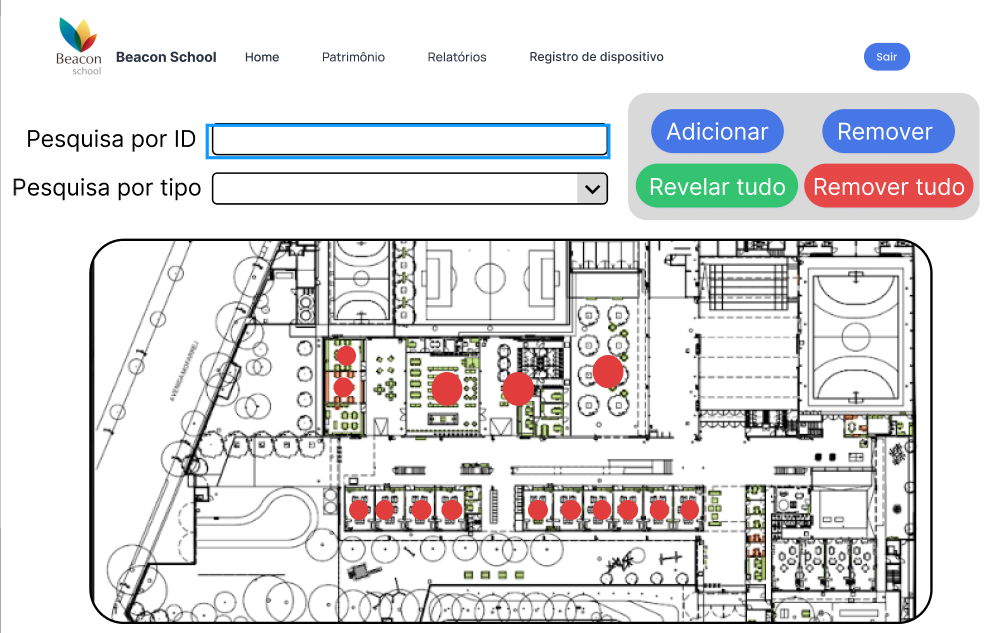 Beacon
school
Beacon School
Home
Patrimônio
Relatórios
Registro de dispositivo
Sair
Pesquisa por ID
Adicionar
Remover
Pesquisa por tipo
Revelar tudo
Remover tudo